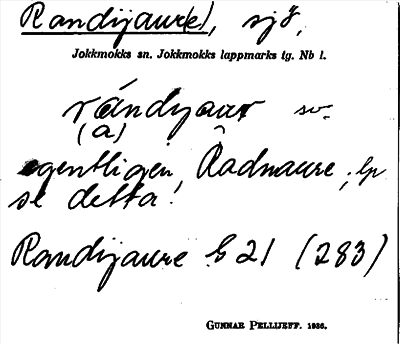 Randijaur(e), sjö,
Jokkmokks sn. Jokkmokks lappmarks tg. Nb l.
rándijaur sv.
(a)
egentligen, Râdnaure, lp
se detta.
Randijaure G 21 (283)
GUNNAR PELLIJEFF. 1936.